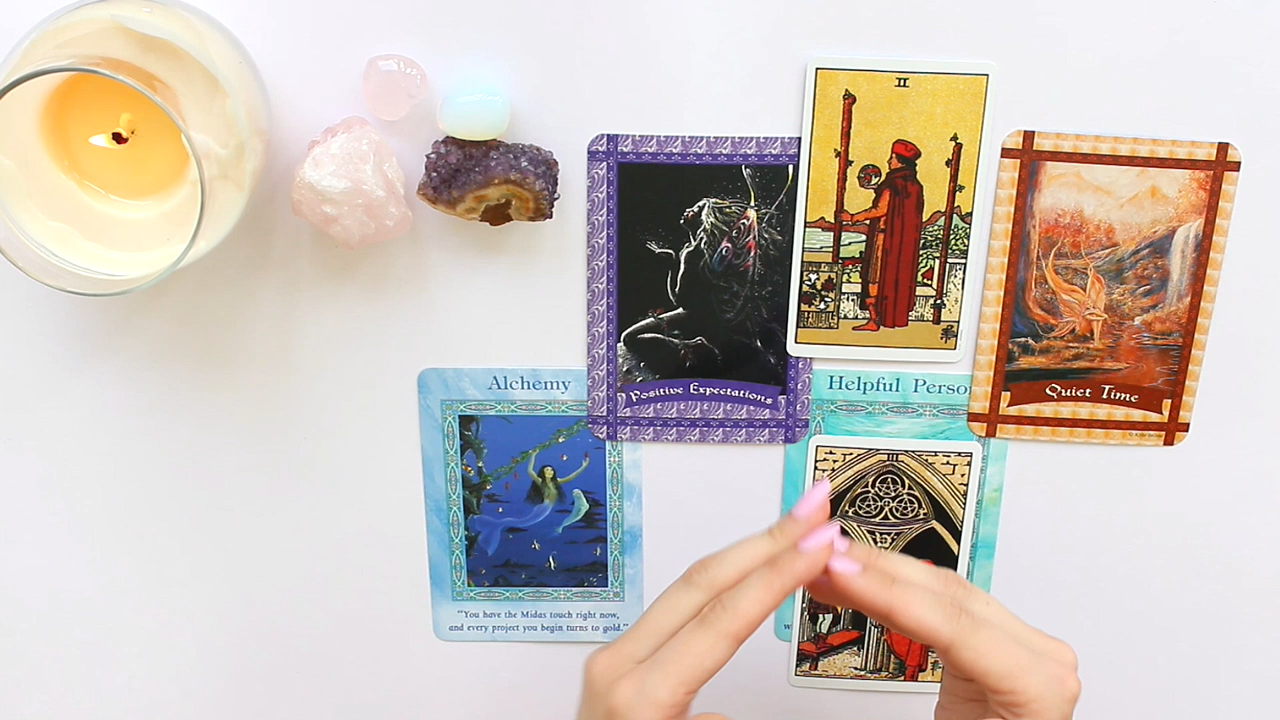 II
Positive Expectations
Quiet Time
Alchemy
Helpful
III
"You have the Midas touch right now,
and every project you begin turns to gold."